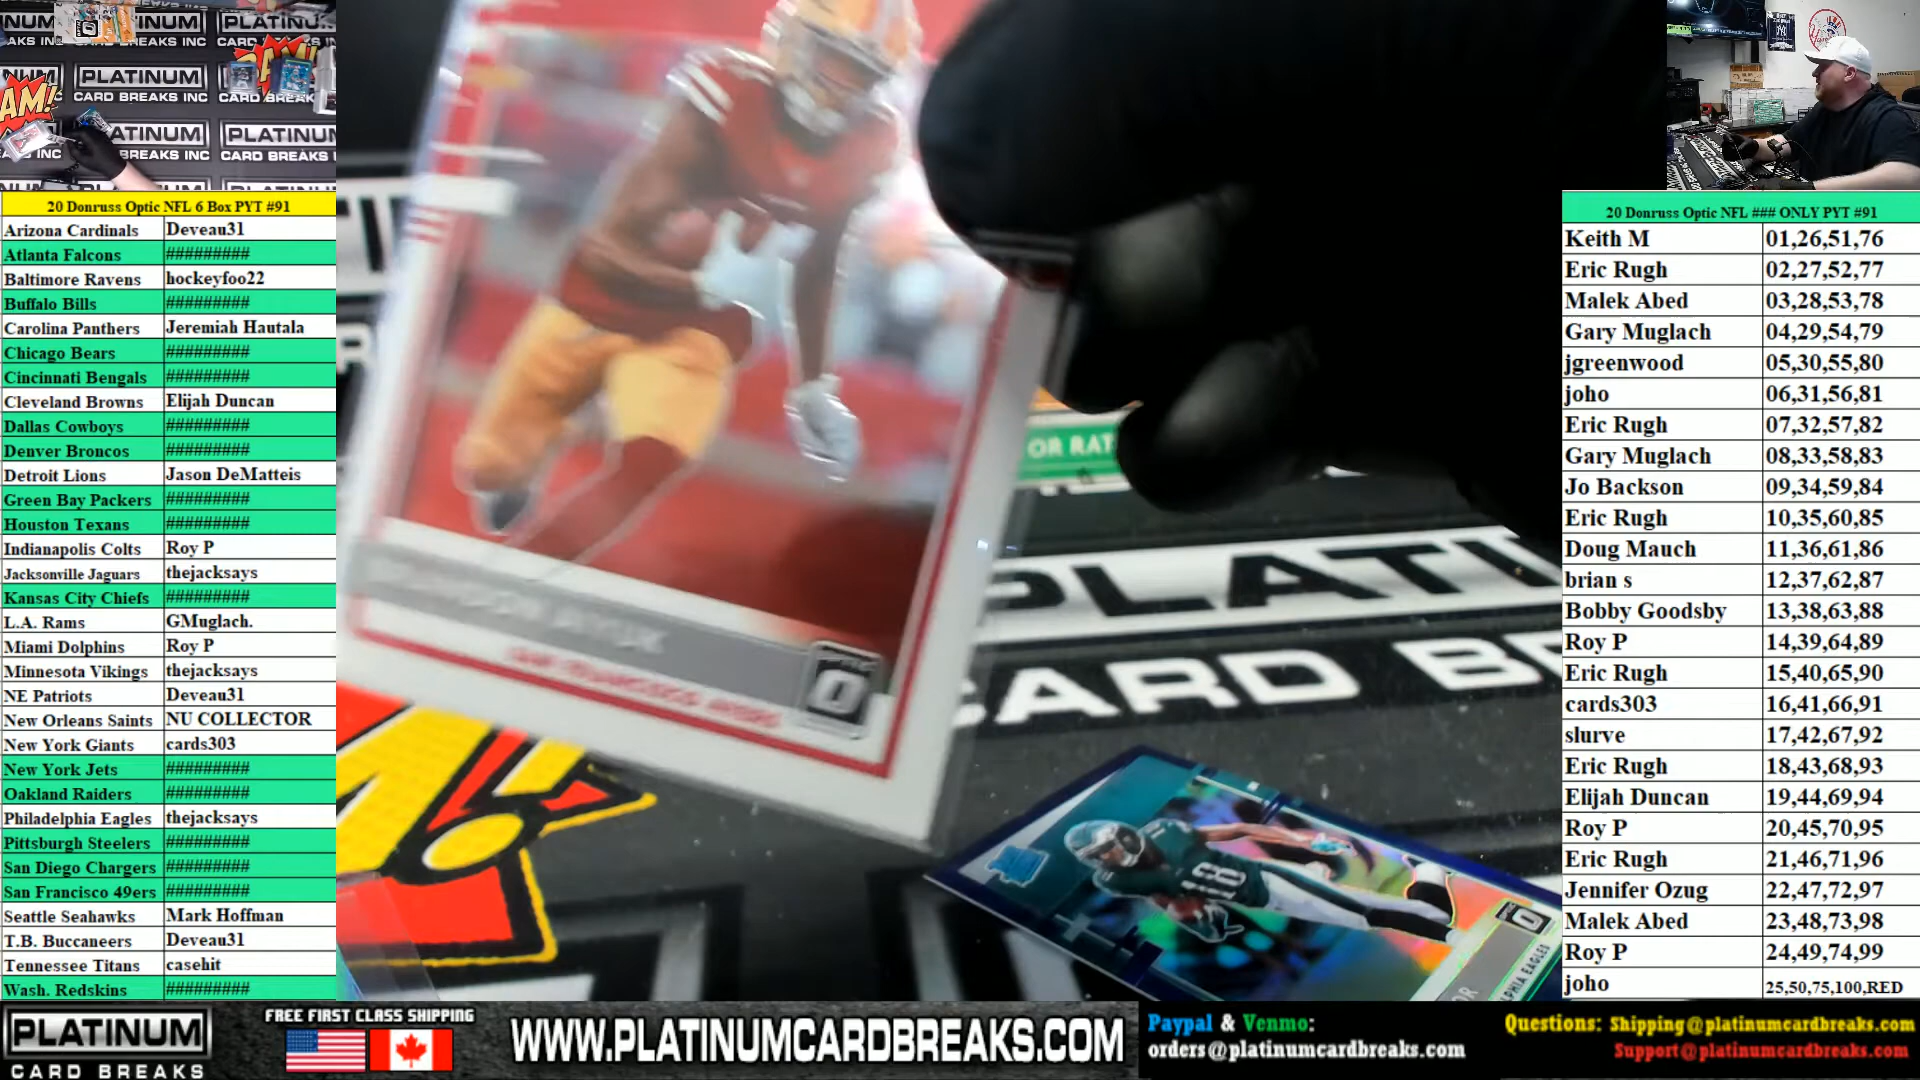 20 Donruss Optic NFL 6 Box PYT #91
Arizona Cardinals Deveau31
Atlanta Falcons #########
Baltimore Ravens hockeyfoo22
Buffalo Bills #########
Carolina Panthers Jeremiah Hautala
Chicago Bears #########
Cincinnati Bengals #########
Cleveland Browns Elijah Duncan
Dallas Cowboys #########
Denver Broncos #########
Detroit Lions Jason DeMatteis
Green Bay Packers #########
Houston Texans #########
Indianapolis Colts Roy P
Jacksonville Jaguars thejacksays
Kansas City Chiefs #########
L.A. Rams GMuglach.
Miami Dolphins Roy P
Minnesota Vikings thejacksays
NE Patriots Deveau31
New Orleans Saints NU COLLECTOR
New York Giants cards303
New York Jets #########
Oakland Raiders #########
Philadelphia Eagles thejacksays
Pittsburgh Steelers #########
San Diego Chargers #########
San Francisco 49ers #########
Seattle Seahawks Mark Hoffman
T.B. Buccaneers Deveau31
Tennessee Titans casehit
Wash. Redskins #########
PLATINUM
CARD BREAKS INC
PLATINUM
CARD BREAKS INC
OR RAT
PLATI
CARD BR
18
20 Donruss Optic NFL ### ONLY PYT #91
Keith M 01,26,51,76
Eric Rugh 02,27,52,77
Malek Abed 03,28,53,78
Gary Muglach 04,29,54,79
jgreenwood 05,30,55,80
joho 06,31,56,81
Eric Rugh 07,32,57,82
Gary Muglach 08,33,58,83
Jo Backson 09,34,59,84
Eric Rugh 10,35,60,85
Doug Mauch 11,36,61,86
brian s 12,37,62,87
Bobby Goodsby 13,38,63,88
Roy P 14,39,64,89
Eric Rugh 15,40,65,90
cards303 16,41,66,91
slurve 17,42,67,92
Eric Rugh 18,43,68,93
Elijah Duncan 19,44,69,94
Roy P 20,45,70,95
Eric Rugh 21,46,71,96
Jennifer Ozug 22,47,72,97
Malek Abed 23,48,73,98
Roy P 24,49,74,99
joho 25,50,75,100,RED
PLATINUM
CARD BREAKS
FREE FIRST CLASS SHIPPING
WWW.PLATINUMCARDBREAKS.COM
Paypal & Venmo:
orders@platinumcardbreaks.com
Questions: Shipping@platinumcardbreaks.com
Support@platinumcardbreaks.com